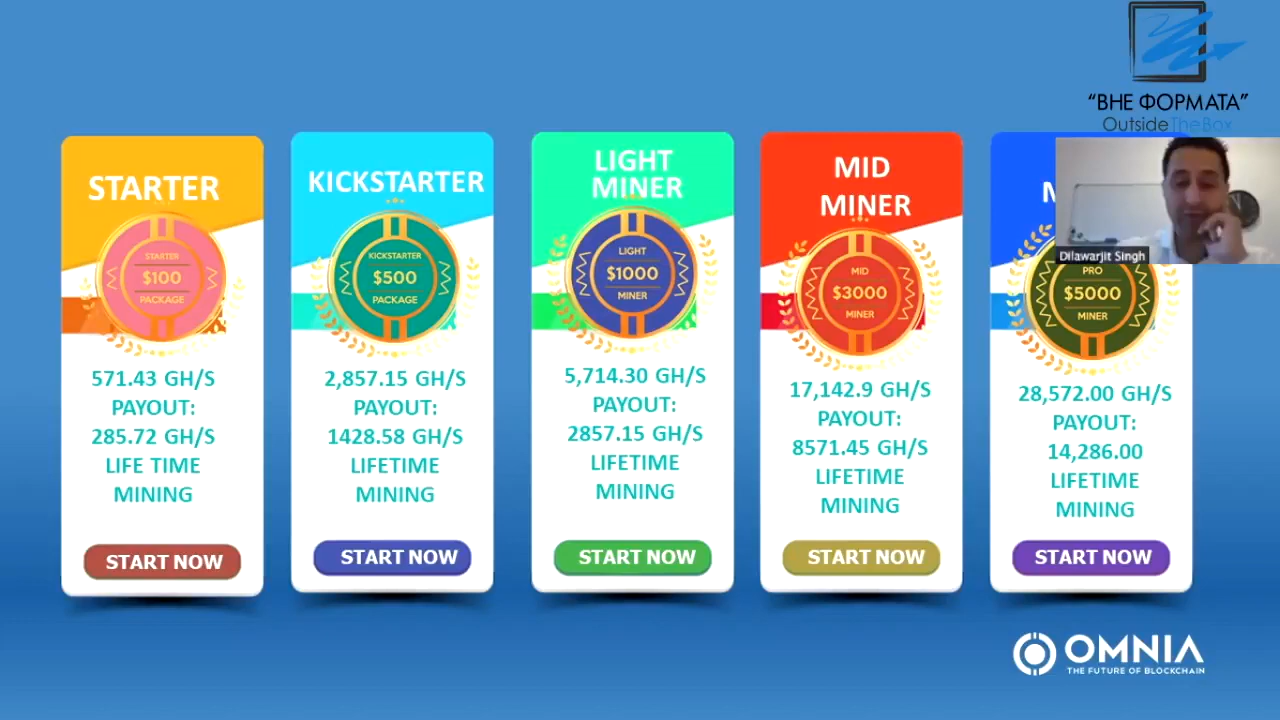 “ВНЕ ФОРМАТА”
OutsideTheBox
STARTER
STARTER
$100
PACKAGE
571.43 GH/S
PAYOUT:
285.72 GH/S
LIFE TIME
MINING
START NOW
KICKSTARTER
KICKSTARTER
$500
PACKAGE
2,857.15 GH/S
PAYOUT:
1428.58 GH/S
LIFETIME
MINING
START NOW
LIGHT
MINER
LIGHT
$1000
MINER
5,714.30 GH/S
PAYOUT:
2857.15 GH/S
LIFETIME
MINING
START NOW
MID
MINER
MID
$3000
MINER
17,142.9 GH/S
PAYOUT:
8571.45 GH/S
LIFETIME
MINING
START NOW
Dilawarjit Singh
PRO
$5000
MINER
28,572.00 GH/S
PAYOUT:
14,286.00
LIFETIME
MINING
START NOW
OMNIA
THE FUTURE OF BLOCKCHAIN